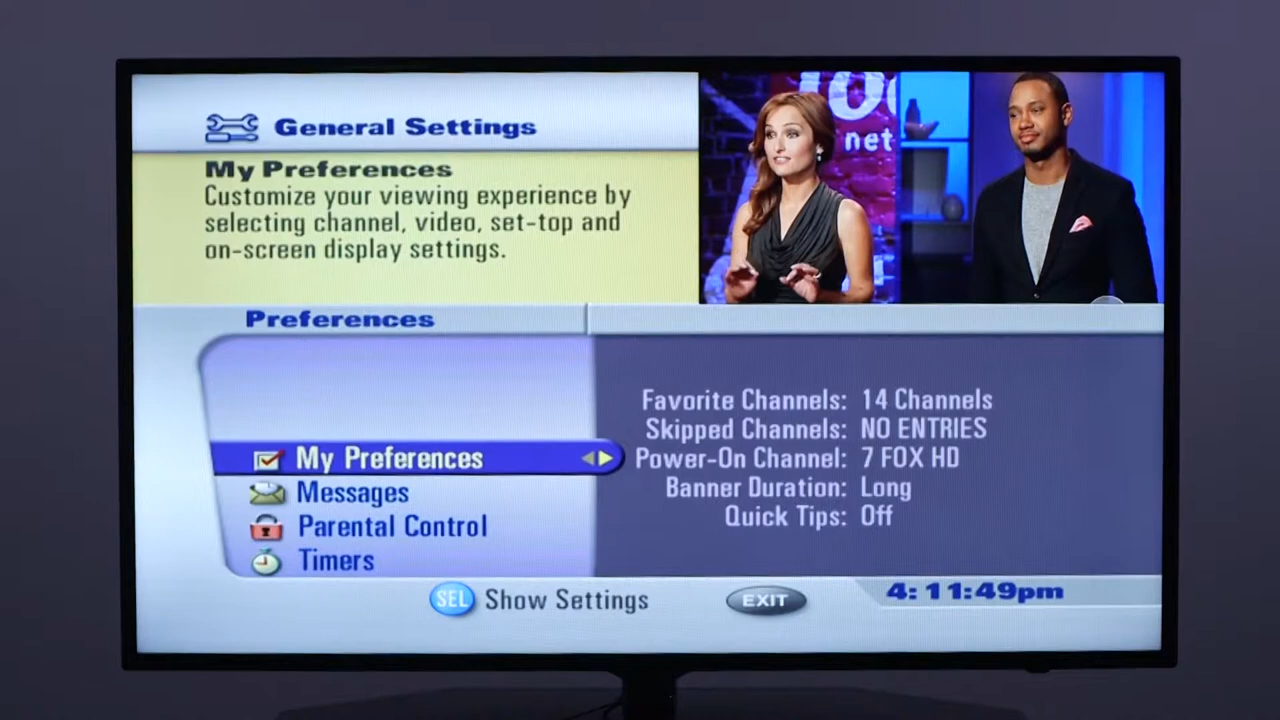 General Settings
My Preferences
Customize your viewing experience by
selecting channel, video, set-top and
on-screen display settings.
net
Preferences
My Preferences
Messages
Parental Control
Timers
Favorite Channels: 14 Channels
Skipped Channels: NO ENTRIES
Power-On Channel: 7 FOX HD
Banner Duration: Long
Quick Tips: Off
SEL Show Settings
EXIT
4:11:49pm